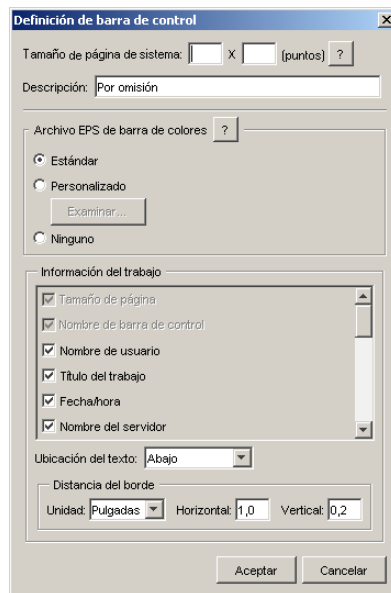 Definición de barra de control
Tamaño de página de sistema: X (puntos) ?
Descripción: Por omisión
Archivo EPS de barra de colores ?
Estándar
Personalizado
Examinar...
Ninguno
Información del trabajo
Tamaño de página
Nombre de barra de control
Nombre de usuario
Título del trabajo
Fecha/hora
Nombre del servidor
Ubicación del texto: Abajo
Distancia del borde
Unidad: Pulgadas Horizontal: 1,0 Vertical: 0,2
Aceptar Cancelar